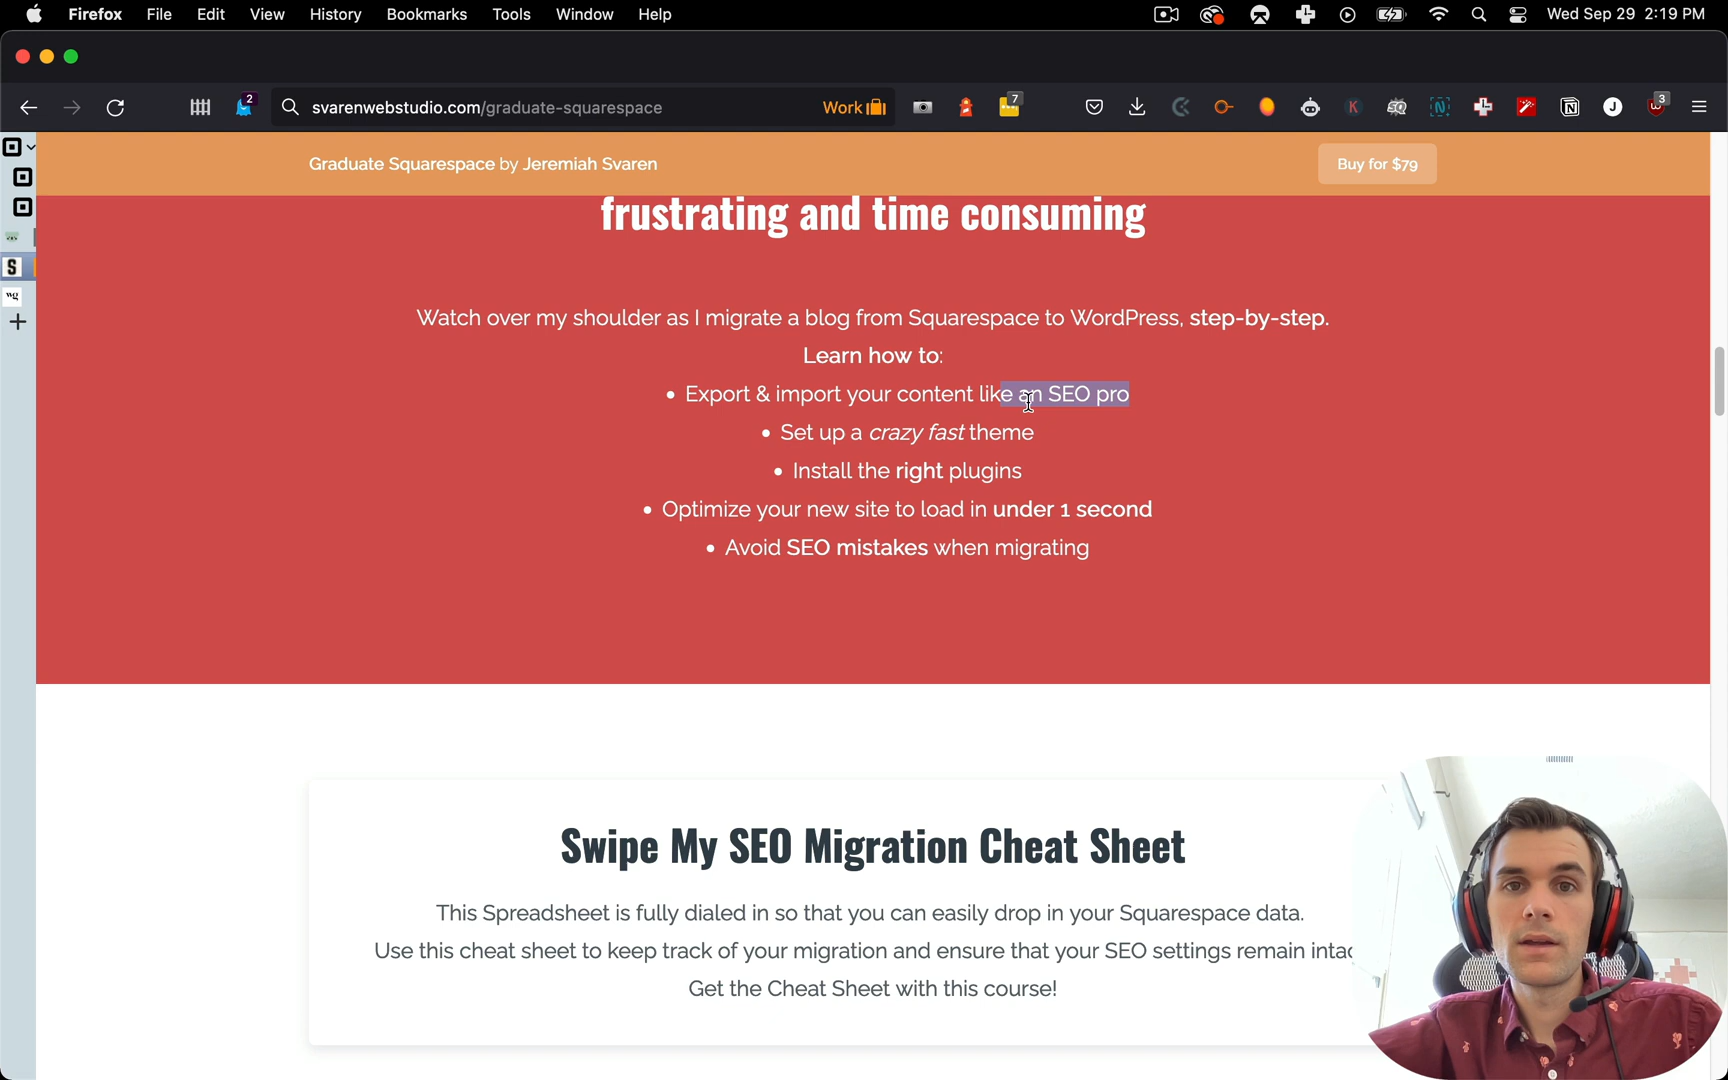 Firefox File Edit View History Bookmarks Tools Window Help Wed Sep 29 2:19 PM
2 svarenwebstudio.com/graduate-squarespace Work 7 K SQ N J 3
Graduate Squarespace by Jeremiah Svaren Buy for $79
S
wg
frustrating and time consuming
Watch over my shoulder as I migrate a blog from Squarespace to WordPress, step-by-step.
Learn how to:
• Export & import your content like an SEO pro
• Set up a crazy fast theme
• Install the right plugins
• Optimize your new site to load in under 1 second
• Avoid SEO mistakes when migrating
Swipe My SEO Migration Cheat Sheet
This Spreadsheet is fully dialed in so that you can easily drop in your Squarespace data.
Use this cheat sheet to keep track of your migration and ensure that your SEO settings remain intac
Get the Cheat Sheet with this course!